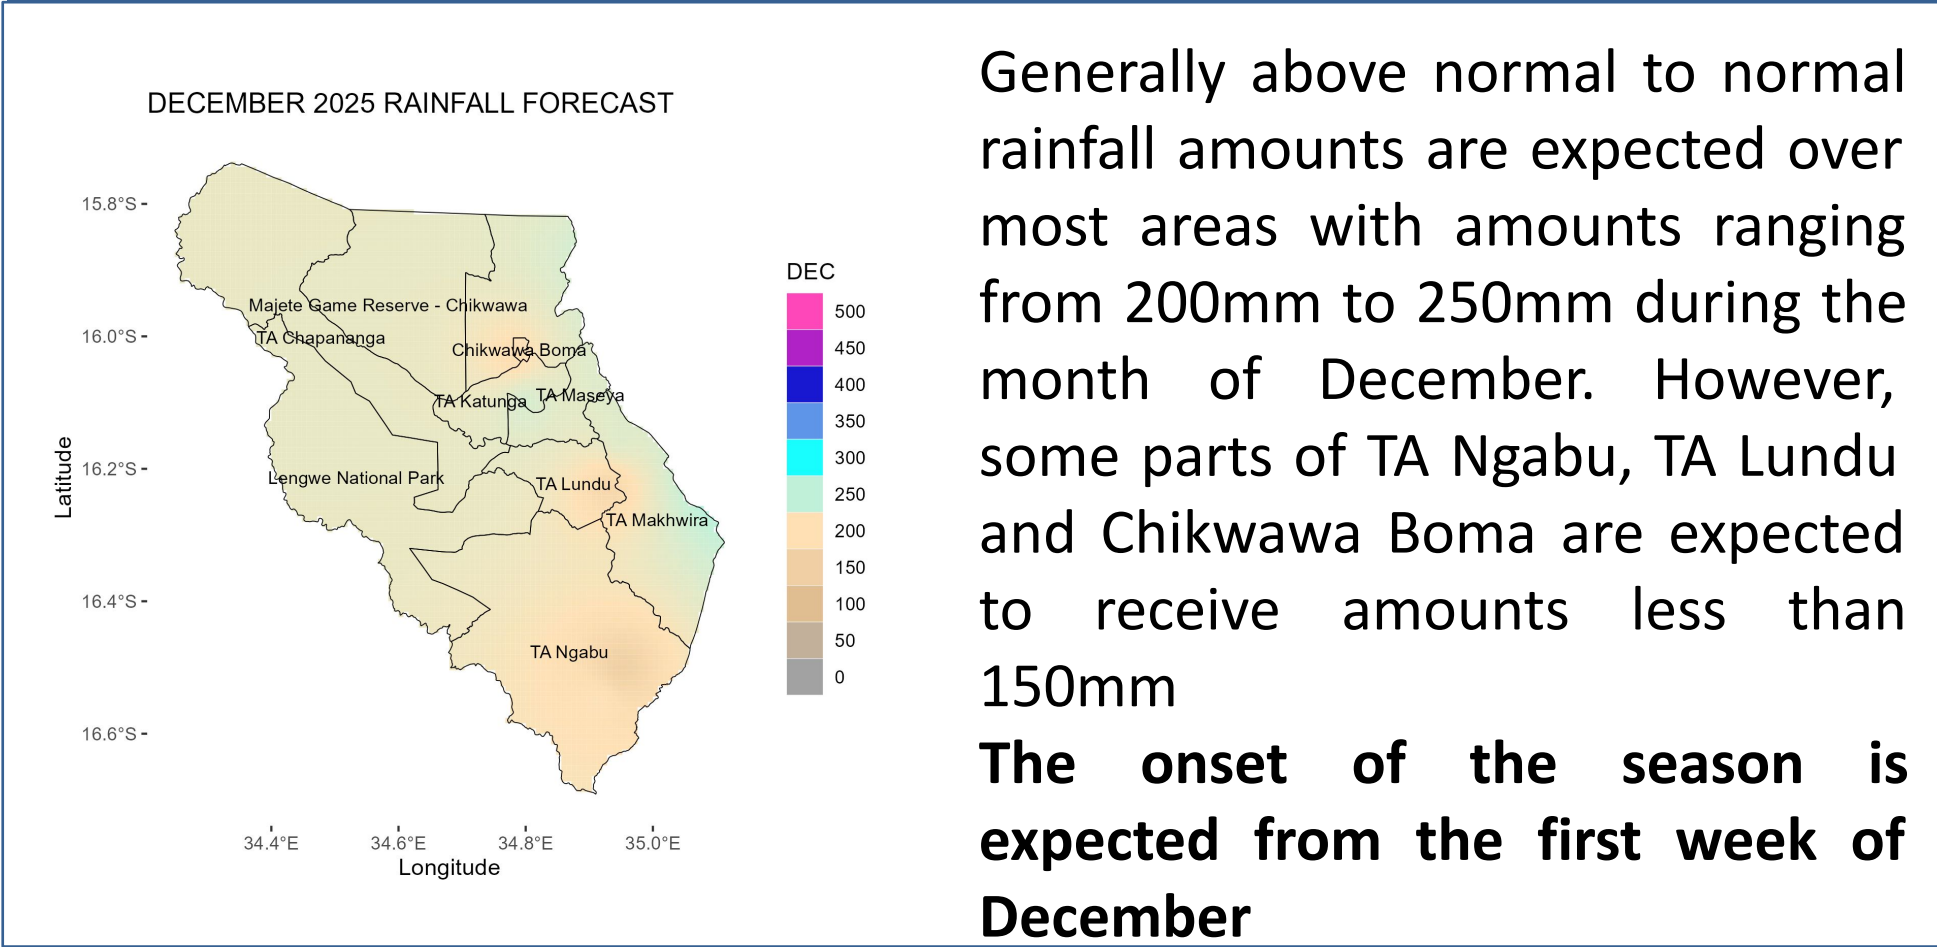 DECEMBER 2025 RAINFALL FORECAST
15.8°S
16.0°S
16.2°S
16.4°S
16.6°S
Latitude
Majete Game Reserve - Chikwawa
TA Chapananga
Chikwawa Boma
TA Katunga
TA Maseya
Lengwe National Park
TA Lundu
TA Makhwira
TA Ngabu
34.4°E
34.6°E
34.8°E
35.0°E
Longitude
DEC
500
450
400
350
300
250
200
150
100
50
0
Generally above normal to normal
rainfall amounts are expected over
most areas with amounts ranging
from 200mm to 250mm during the
month of December. However,
some parts of TA Ngabu, TA Lundu
and Chikwawa Boma are expected
to receive amounts less than
150mm
The onset of the season is
expected from the first week of
December